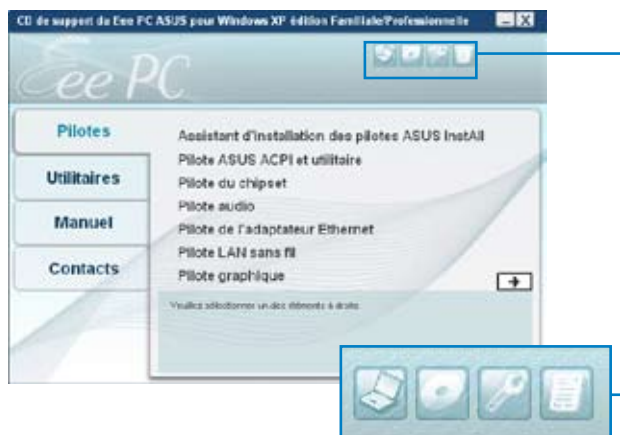 CD de support du Eee PC ASUS pour Windows XP édition Familiale/Professionnelle
Eee PC
Pilotes
Utilitaires
Manuel
Contacts
Assistant d'installation des pilotes ASUS InstAll
Pilote ASUS ACPI et utilitaire
Pilote du chipset
Pilote audio
Pilote de l'adaptateur Ethernet
Pilote LAN sans fil
Pilote graphique
Veuillez sélectionner un des éléments à droite.